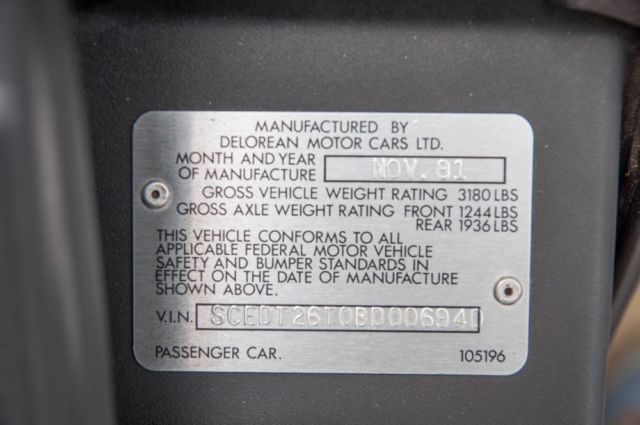 MANUFACTURED BY
DELOREAN MOTOR CARS LTD.
MONTH AND YEAR
OF MANUFACTURE NOV. 81
GROSS VEHICLE WEIGHT RATING 3180 LBS
GROSS AXLE WEIGHT RATING FRONT 1244 LBS
REAR 1936 LBS
THIS VEHICLE CONFORMS TO ALL
APPLICABLE FEDERAL MOTOR VEHICLE
SAFETY AND BUMPER STANDARDS IN
EFFECT ON THE DATE OF MANUFACTURE
SHOWN ABOVE.
V.I.N. SCEDT26T0BD006940
PASSENGER CAR. 105196